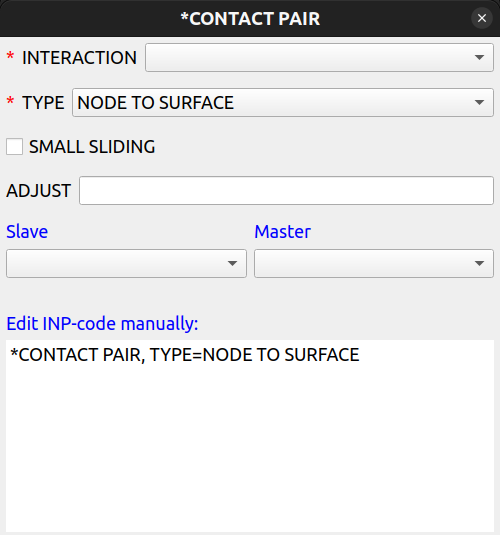 *CONTACT PAIR
* INTERACTION
* TYPE NODE TO SURFACE
SMALL SLIDING
ADJUST
Slave Master
Edit INP-code manually:
*CONTACT PAIR, TYPE=NODE TO SURFACE